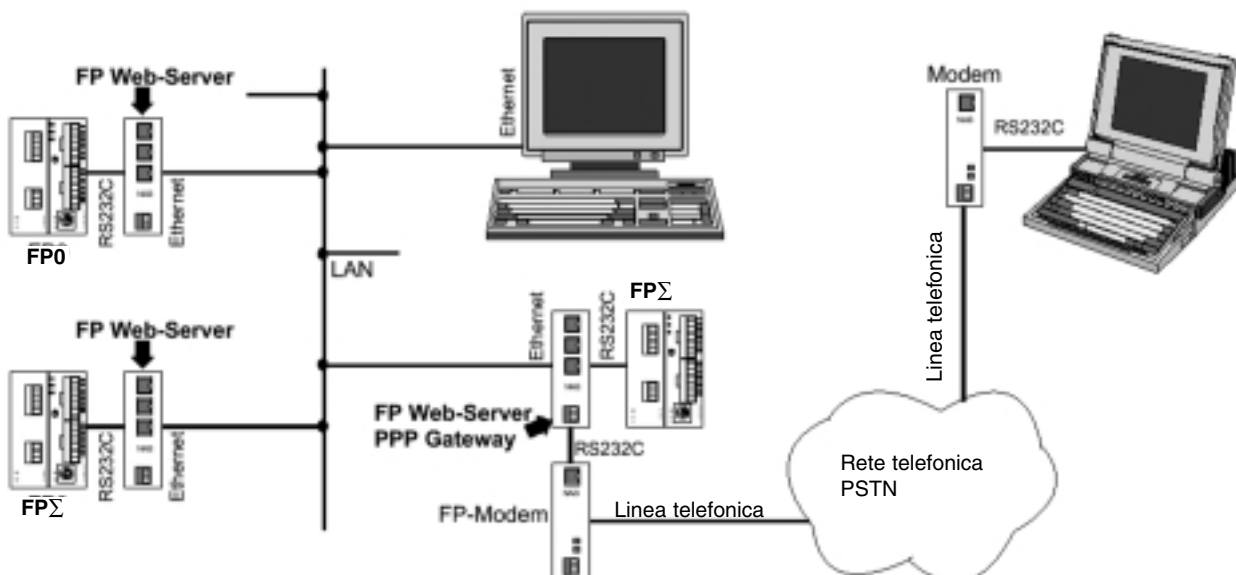 FP Web-Server
RS232C
Ethernet
FP0
Ethernet
LAN
Modem
RS232C
Linea telefonica
FP Web-Server
RS232C
Ethernet
FPΣ
Ethernet
RS232C
FPΣ
FP Web-Server
PPP Gateway
RS232C
FP-Modem
Linea telefonica
Rete telefonica
PSTN